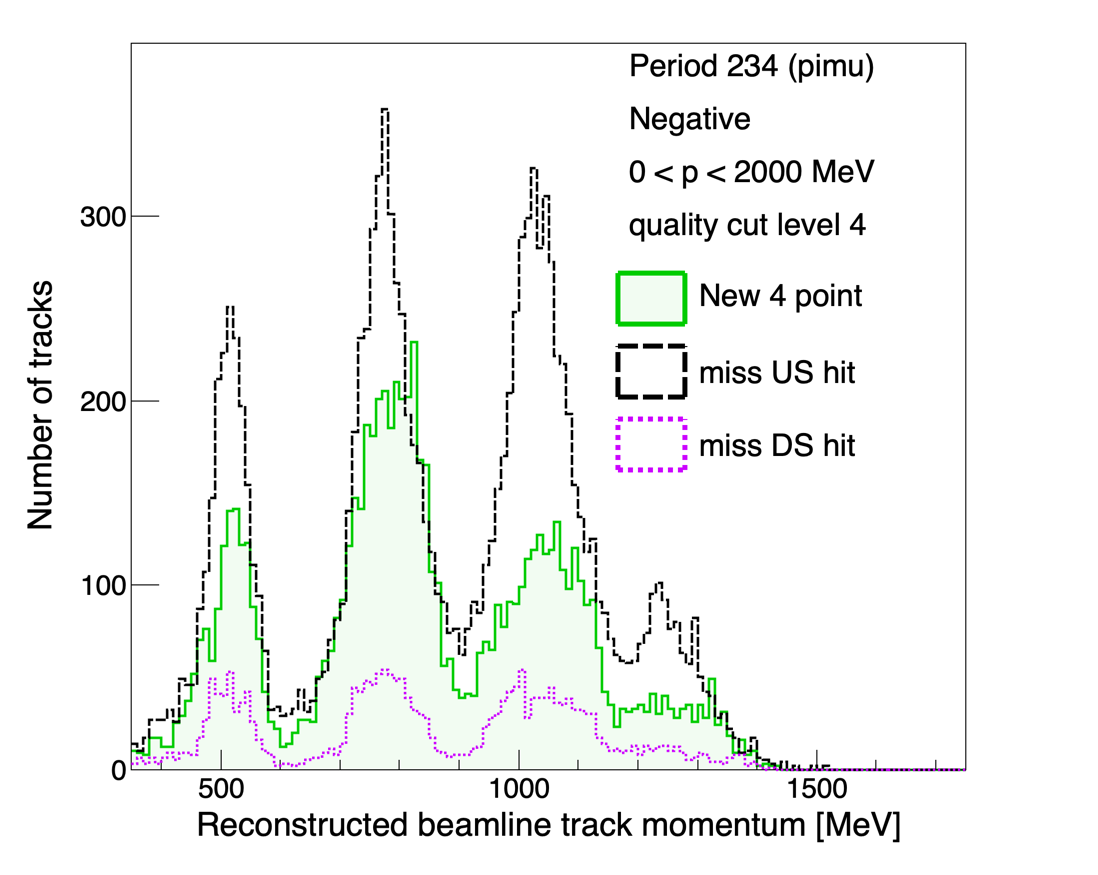 Period 234 (pimu)
Negative
0 < p < 2000 MeV
quality cut level 4
New 4 point
miss US hit
miss DS hit
Number of tracks
300
200
100
0
500
1000
1500
Reconstructed beamline track momentum [MeV]